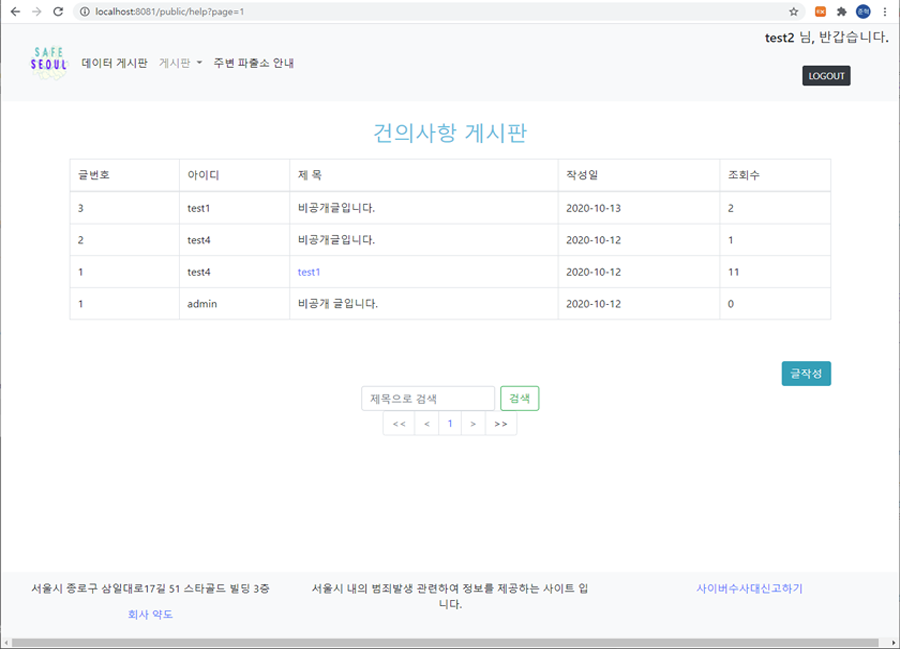 localhost:8081/public/help?page=1
test2 님, 반갑습니다.
SAFE
SEOUL
데이터 게시판 게시판 주변 파출소 안내
LOGOUT
건의사항 게시판
글번호 아이디 제 목 작성일 조회수
3 test1 비공개글입니다. 2020-10-13 2
2 test4 비공개글입니다. 2020-10-12 1
1 test4 test1 2020-10-12 11
1 admin 비공개 글입니다. 2020-10-12 0
글작성
제목으로 검색 검색
<< < 1 > >>
서울시 종로구 삼일대로17길 51 스타골드 빌딩 3층
회사 약도
서울시 내의 범죄발생 관련하여 정보를 제공하는 사이트 입
니다.
사이버수사대신고하기